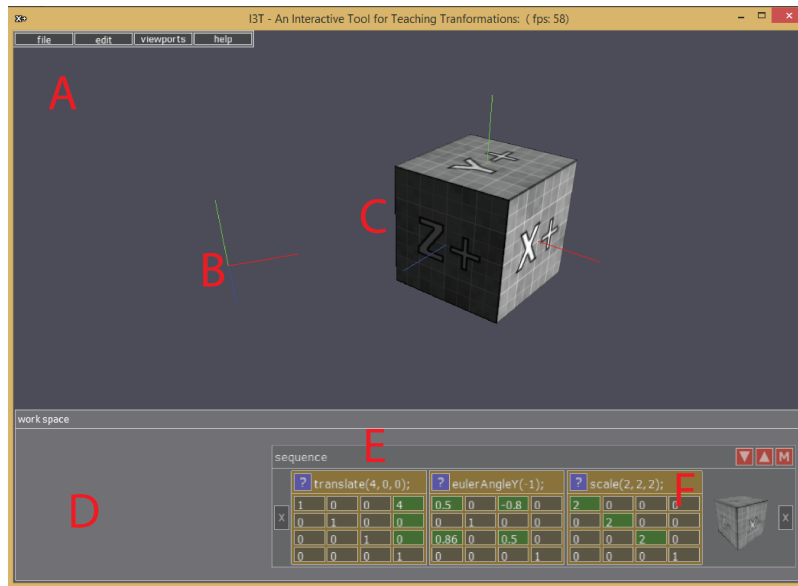 I3T - An Interactive Tool for Teaching Tranformations: ( fps: 58)
file edit viewports help
A
Y+
C
Z+
X+
B
work space
E
sequence
M
? translate(4, 0, 0); ? eulerAngleY(-1); ? scale(2, 2, 2);
F
D
1 0 0 4 0.5 0 -0.8 0 2 0 0 0
x 0 1 0 0 0 1 0 0 0 2 0 0 x
0 0 1 0 0.86 0 0.5 0 0 0 2 0
0 0 0 1 0 0 0 1 0 0 0 1